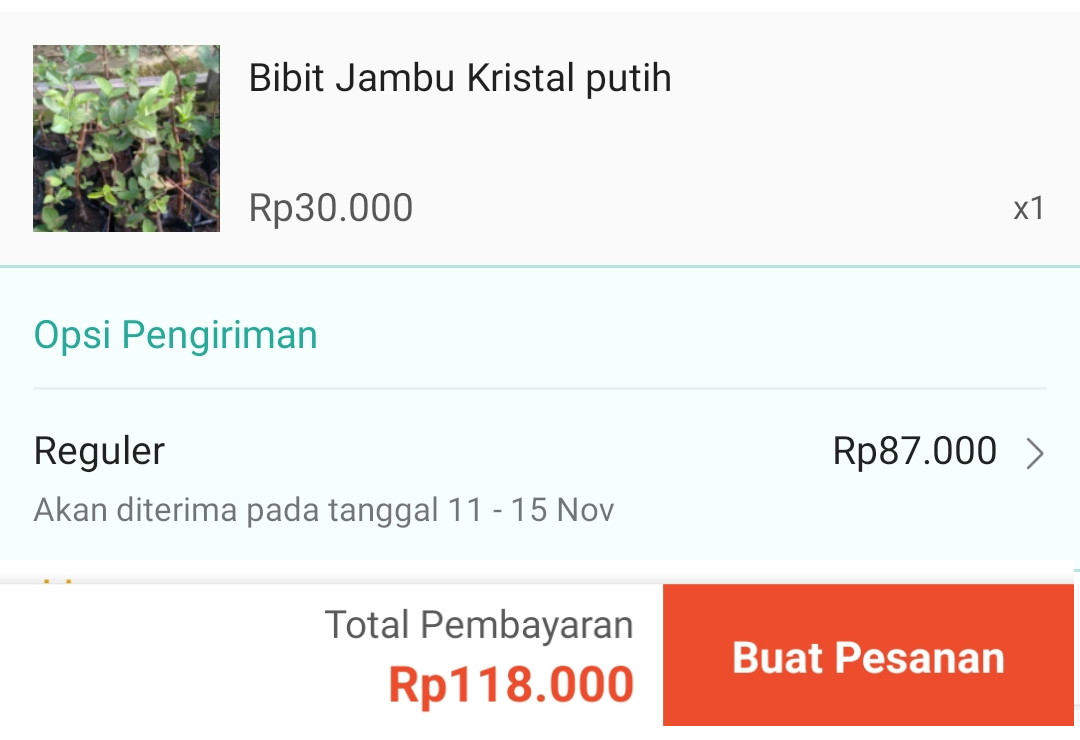 Bibit Jambu Kristal putih
Rp30.000
x1
Opsi Pengiriman
Reguler
Rp87.000
Akan diterima pada tanggal 11 - 15 Nov
Total Pembayaran
Rp118.000
Buat Pesanan